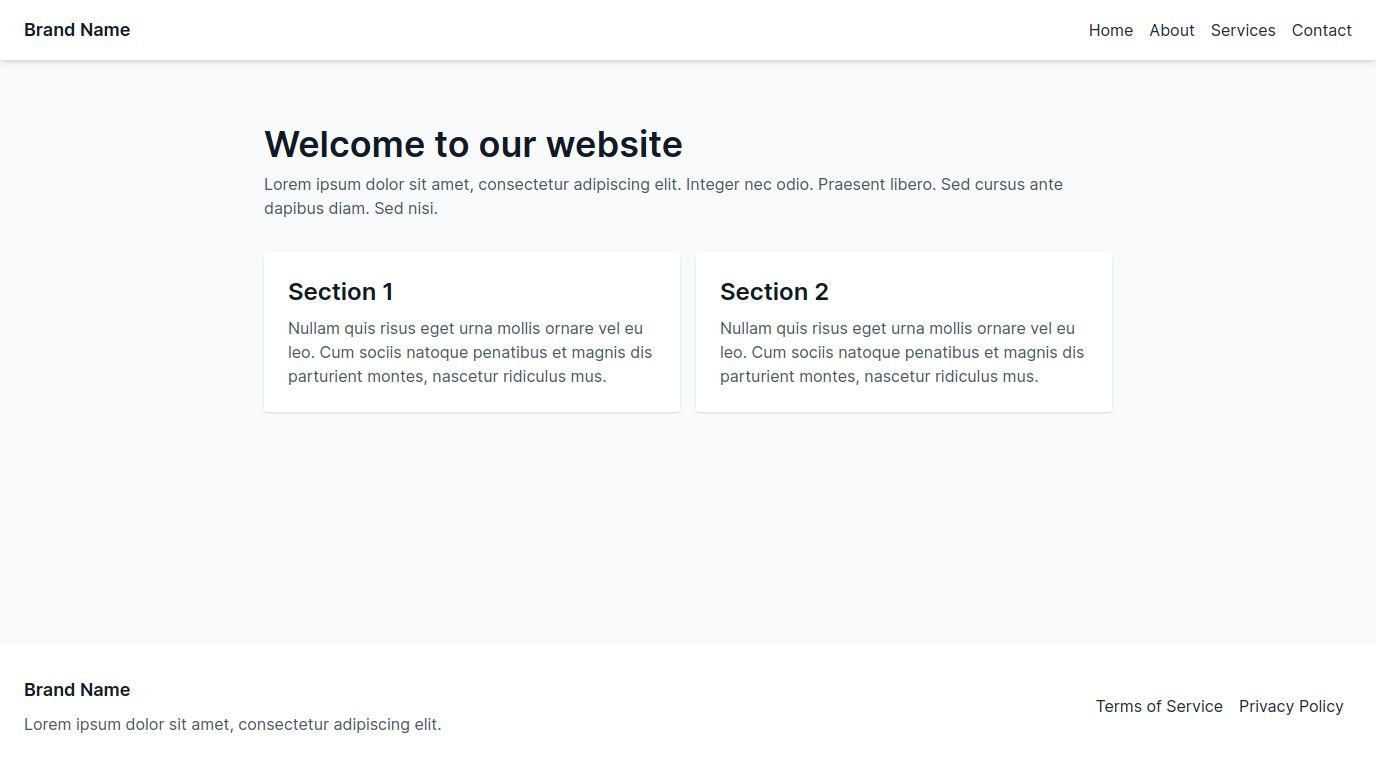 Brand Name
Home About Services Contact
Welcome to our website
Lorem ipsum dolor sit amet, consectetur adipiscing elit. Integer nec odio. Praesent libero. Sed cursus ante
dapibus diam. Sed nisi.
Section 1
Nullam quis risus eget urna mollis ornare vel eu
leo. Cum sociis natoque penatibus et magnis dis
parturient montes, nascetur ridiculus mus.
Section 2
Nullam quis risus eget urna mollis ornare vel eu
leo. Cum sociis natoque penatibus et magnis dis
parturient montes, nascetur ridiculus mus.
Brand Name
Lorem ipsum dolor sit amet, consectetur adipiscing elit.
Terms of Service Privacy Policy